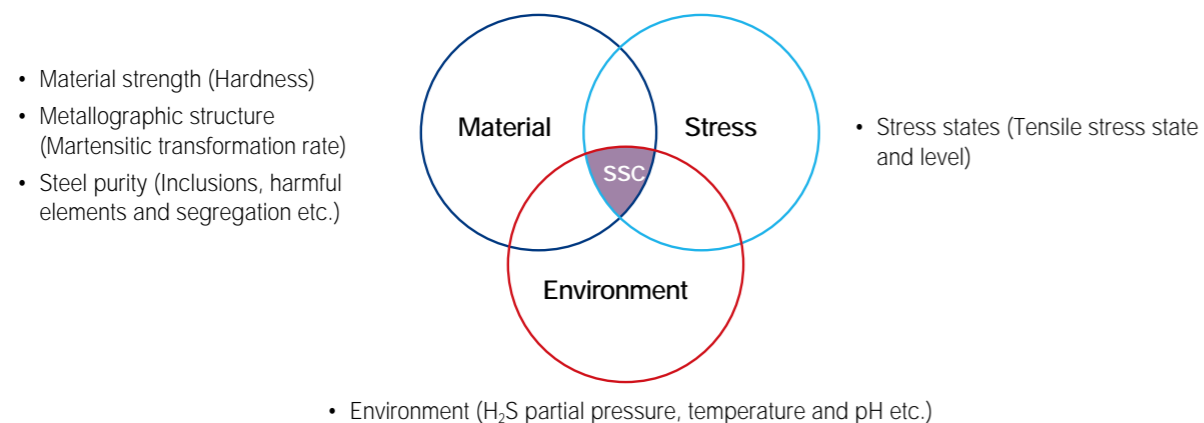 • Material strength (Hardness)
• Metallographic structure
(Martensitic transformation rate)
• Steel purity (Inclusions, harmful
elements and segregation etc.)
Material
Stress
SSC
Environment
• Stress states (Tensile stress state
and level)
• Environment (H₂S partial pressure, temperature and pH etc.)